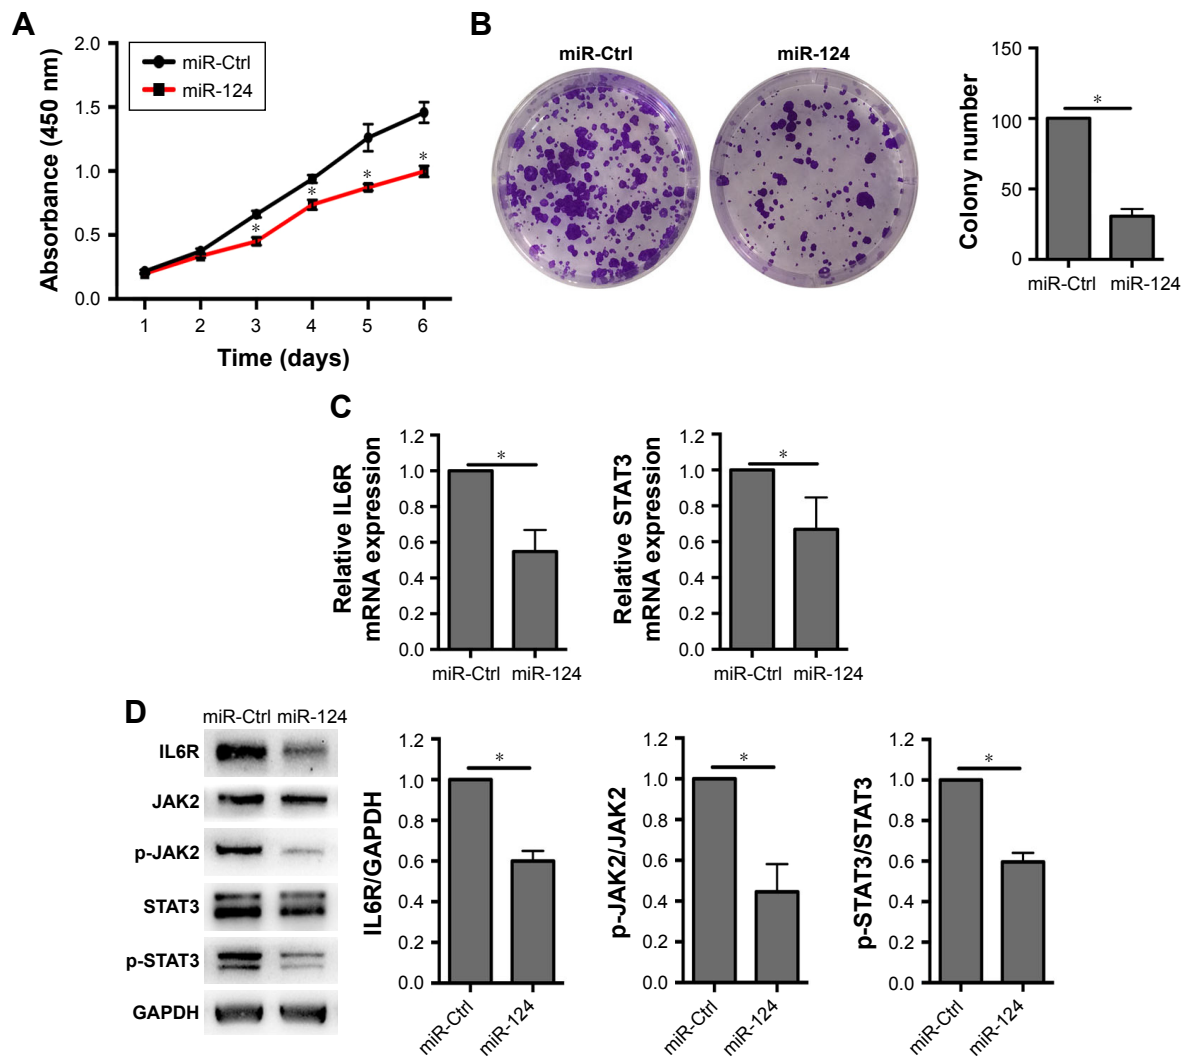 A
2.0
1.5
1.0
0.5
0.0
Absorbance (450 nm)
miR-Ctrl
miR-124
*
*
*
*
1 2 3 4 5 6
Time (days)
B
miR-Ctrl miR-124
150
100
50
0
Colony number
*
miR-Ctrl miR-124
C
Relative IL6R
mRNA expression
1.2
1.0
0.8
0.6
0.4
0.2
0.0
*
miR-Ctrl miR-124
Relative STAT3
mRNA expression
1.2
1.0
0.8
0.6
0.4
0.2
0.0
*
miR-Ctrl miR-124
D
miR-Ctrl miR-124
IL6R
JAK2
p-JAK2
STAT3
p-STAT3
GAPDH
IL6R/GAPDH
1.2
1.0
0.8
0.6
0.4
0.2
0.0
*
miR-Ctrl
miR-124
p-JAK2/JAK2
1.2
1.0
0.8
0.6
0.4
0.2
0.0
*
miR-Ctrl
miR-124
p-STAT3/STAT3
1.2
1.0
0.8
0.6
0.4
0.2
0.0
*
miR-Ctrl
miR-124